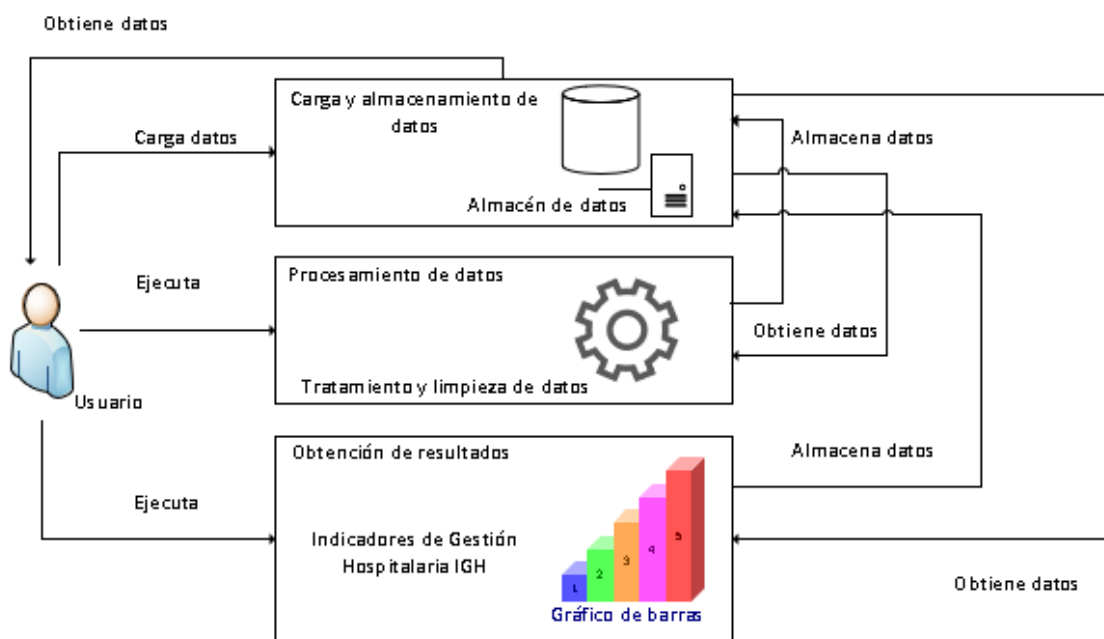 Obtiene datos
Carga y almacenamiento de
datos
Carga datos
Almacena datos
Almacén de datos
Ejecuta
Procesamiento de datos
Obtiene datos
Tratamiento y limpieza de datos
Usuario
Obtención de resultados
Almacena datos
Ejecuta
Indicadores de Gestión
Hospitalaria IGH
1
2
3
4
5
Gráfico de barras
Obtiene datos